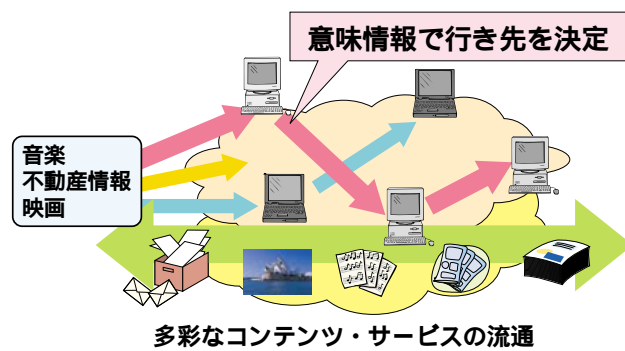 意味情報で行き先を決定
音楽
不動産情報
映画
多彩なコンテンツ・サービスの流通